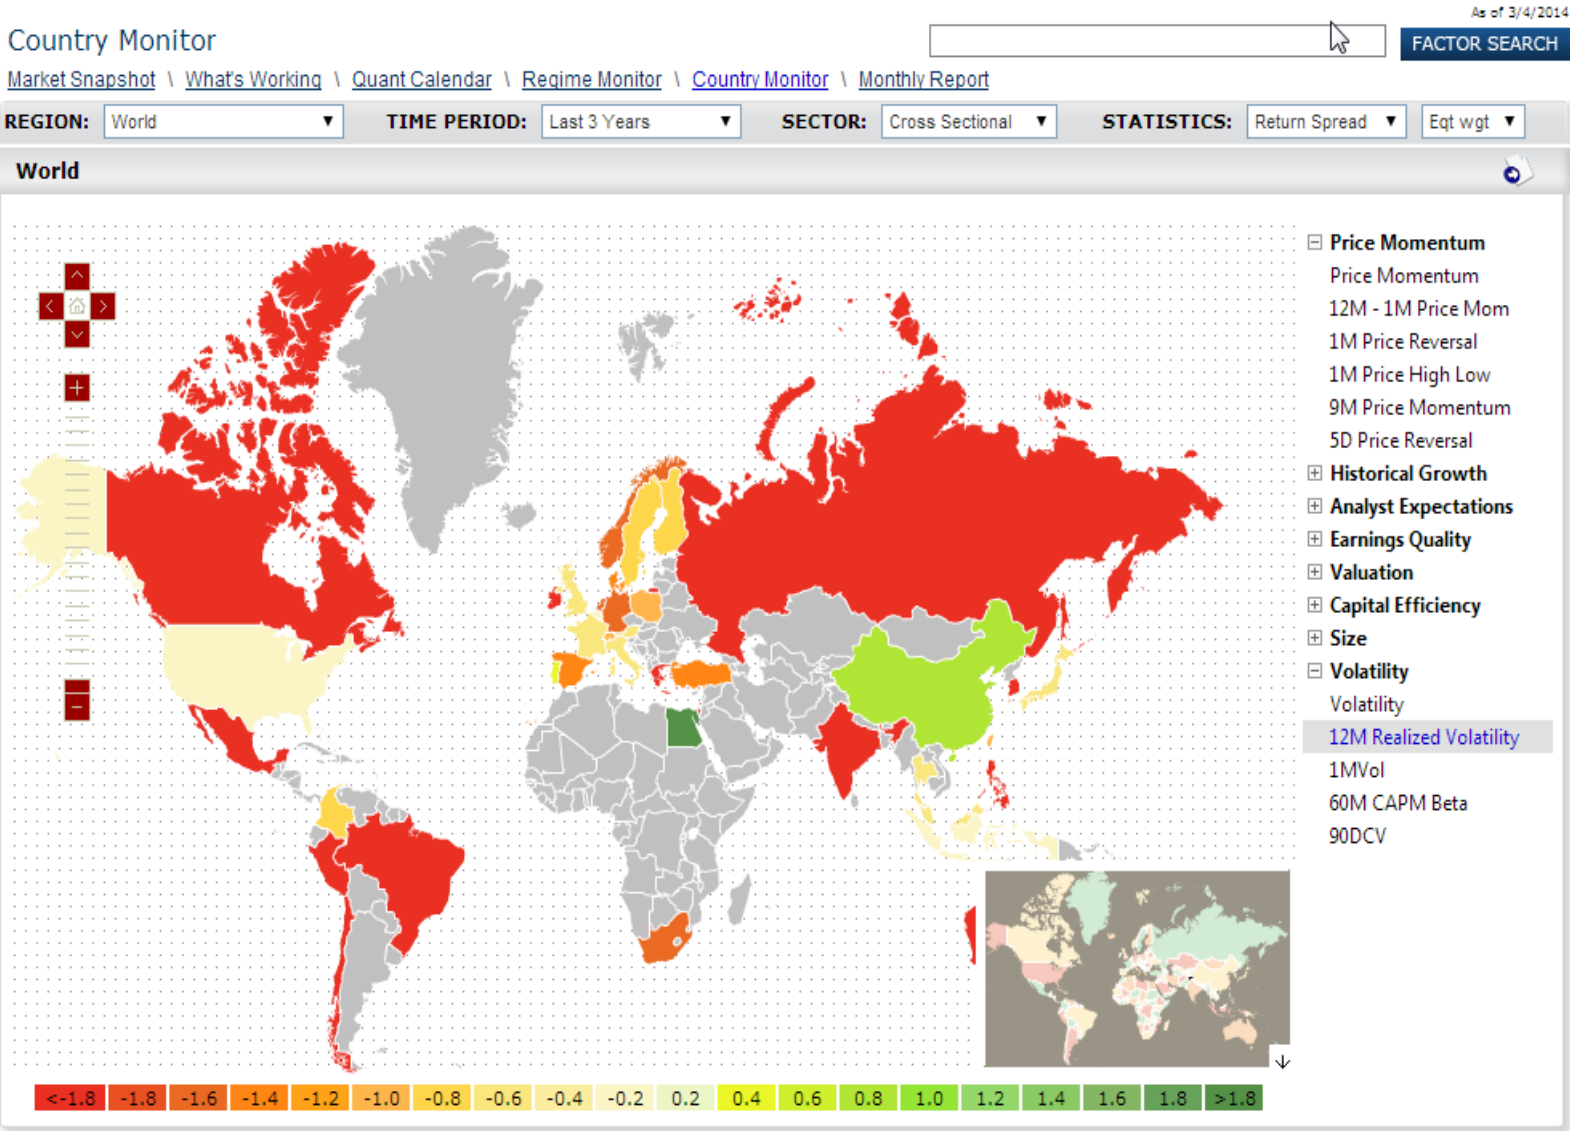 As of 3/4/2014
Country Monitor
FACTOR SEARCH
Market Snapshot \ What's Working \ Quant Calendar \ Regime Monitor \ Country Monitor \ Monthly Report
REGION: World TIME PERIOD: Last 3 Years SECTOR: Cross Sectional STATISTICS: Return Spread Eqt wgt
World
Price Momentum
Price Momentum
12M - 1M Price Mom
1M Price Reversal
1M Price High Low
9M Price Momentum
5D Price Reversal
Historical Growth
Analyst Expectations
Earnings Quality
Valuation
Capital Efficiency
Size
Volatility
Volatility
12M Realized Volatility
1MVol
60M CAPM Beta
90DCV
<-1.8 -1.8 -1.6 -1.4 -1.2 -1.0 -0.8 -0.6 -0.4 -0.2 0.2 0.4 0.6 0.8 1.0 1.2 1.4 1.6 1.8 >1.8